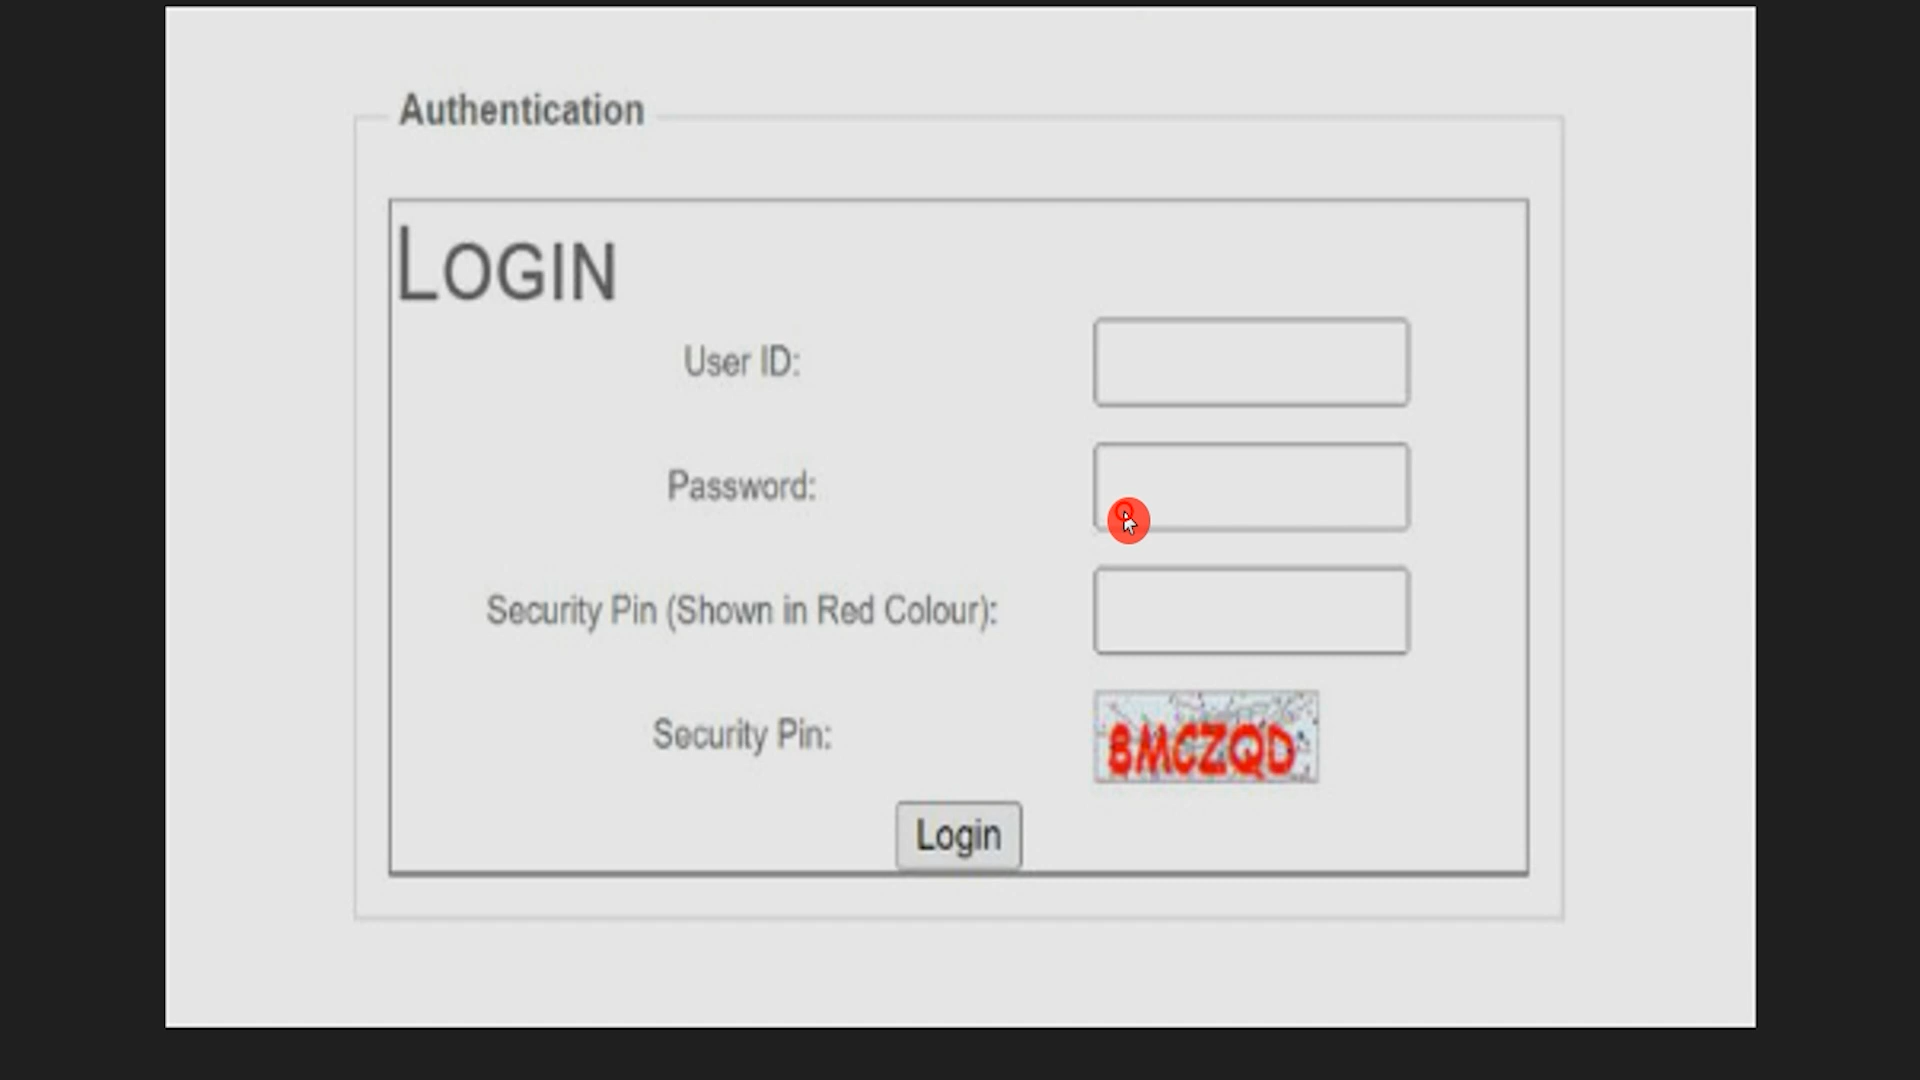 Authentication
LOGIN
User ID:
Password:
Security Pin (Shown in Red Colour):
Security Pin:
8MCZQD
Login